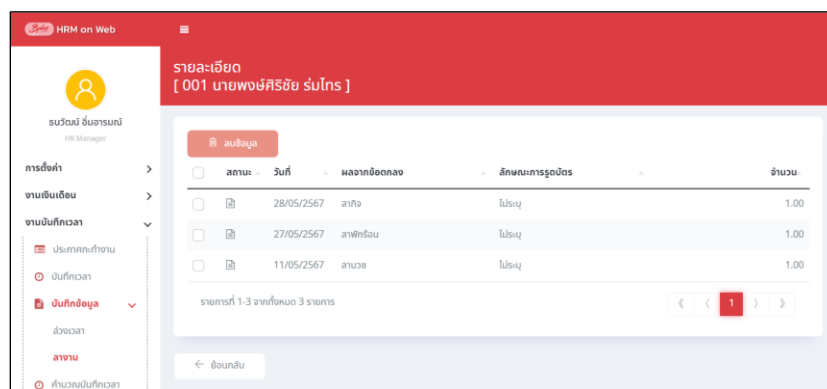 HRM on Web
รายละเอียด
[ 001 นายพงษ์ศิริชัย ร่มไทร ]
ธนวัฒน์ อิ่มอารมณ์
HR Manager
การตั้งค่า
งานเงินเดือน
งานบันทึกเวลา
ประกาศกะทำงาน
บันทึกเวลา
บันทึกข้อมูล
ล่วงเวลา
ลางาน
คำนวณบันทึกเวลา
ลบข้อมูล
สถานะ วันที่ ผลจากข้อตกลง ลักษณะการรูดบัตร จำนวน
28/05/2567 ลากิจ ไม่ระบุ 1.00
27/05/2567 ลาพักร้อน ไม่ระบุ 1.00
11/05/2567 ลาบวช ไม่ระบุ 1.00
รายการที่ 1-3 จากทั้งหมด 3 รายการ
1
ย้อนกลับ